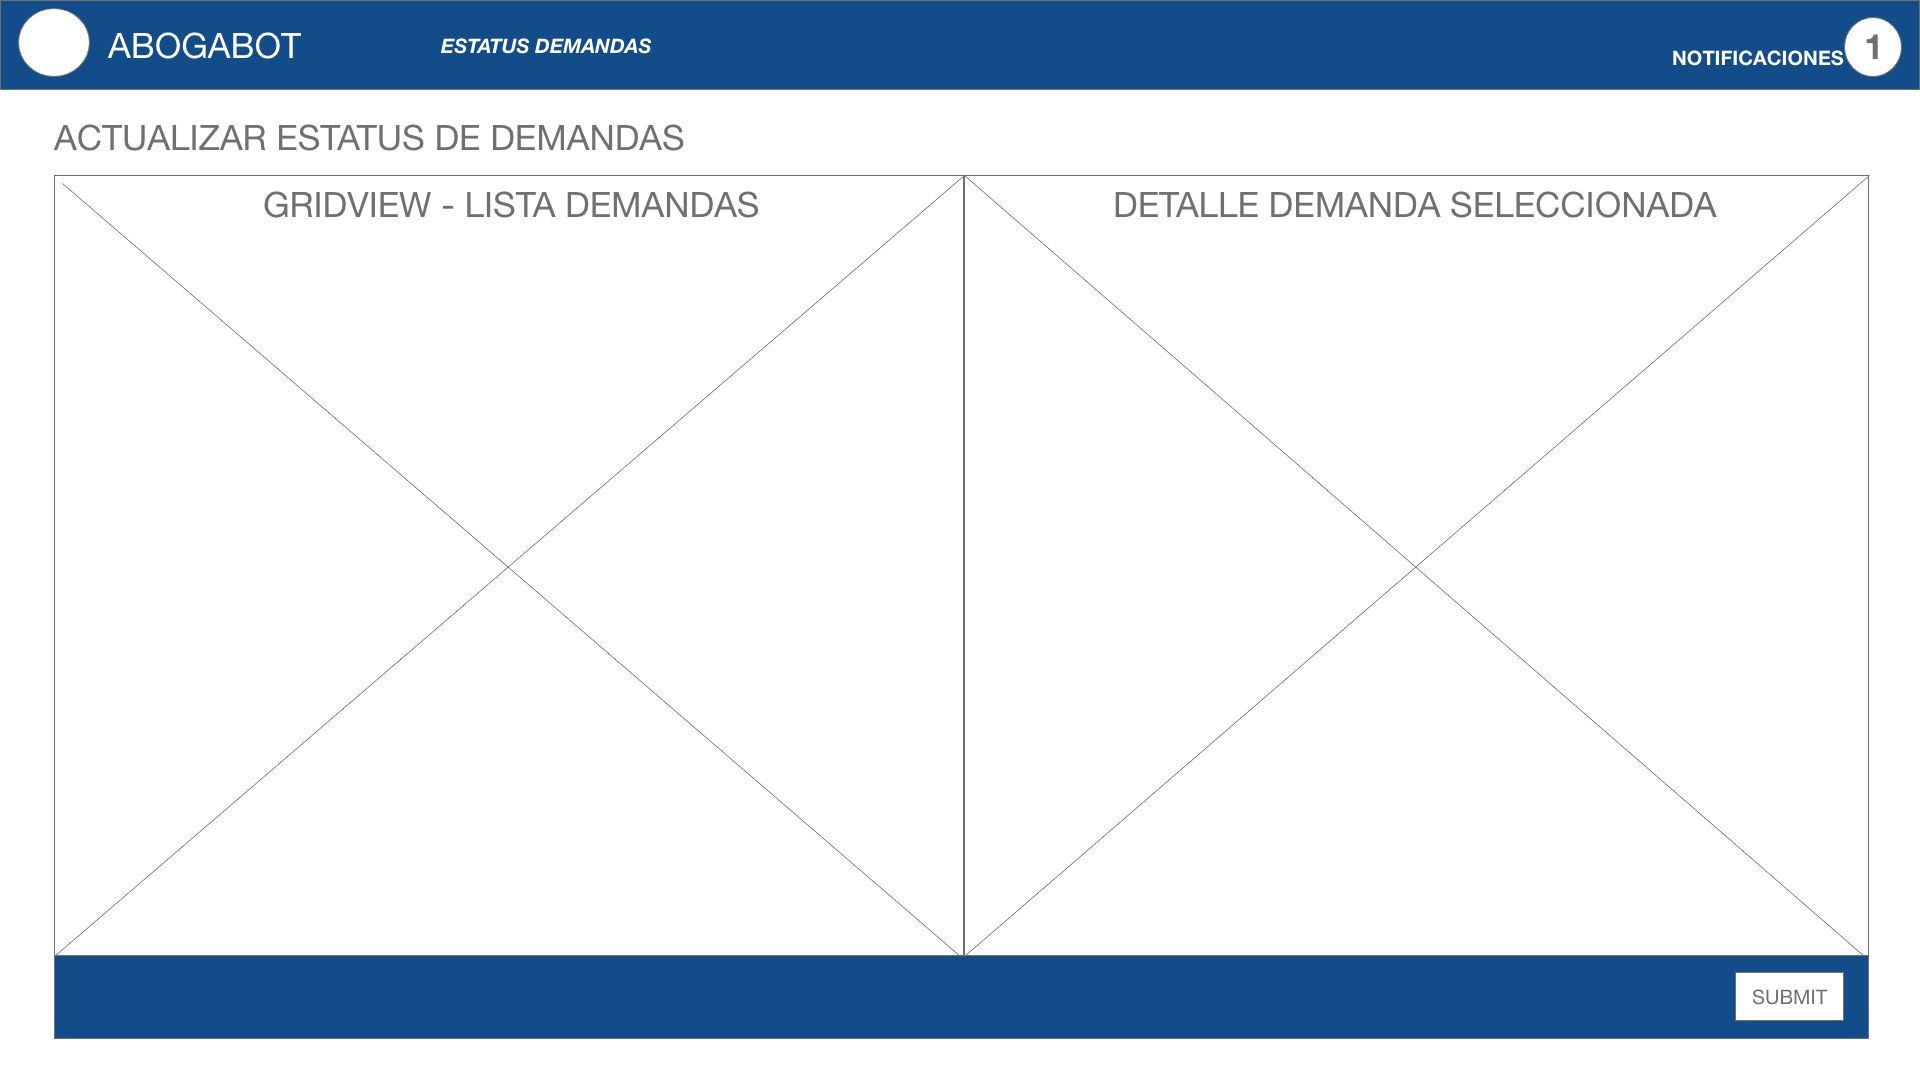 ABOGABOT
ESTATUS DEMANDAS
NOTIFICACIONES 1
ACTUALIZAR ESTATUS DE DEMANDAS
GRIDVIEW - LISTA DEMANDAS
DETALLE DEMANDA SELECCIONADA
SUBMIT